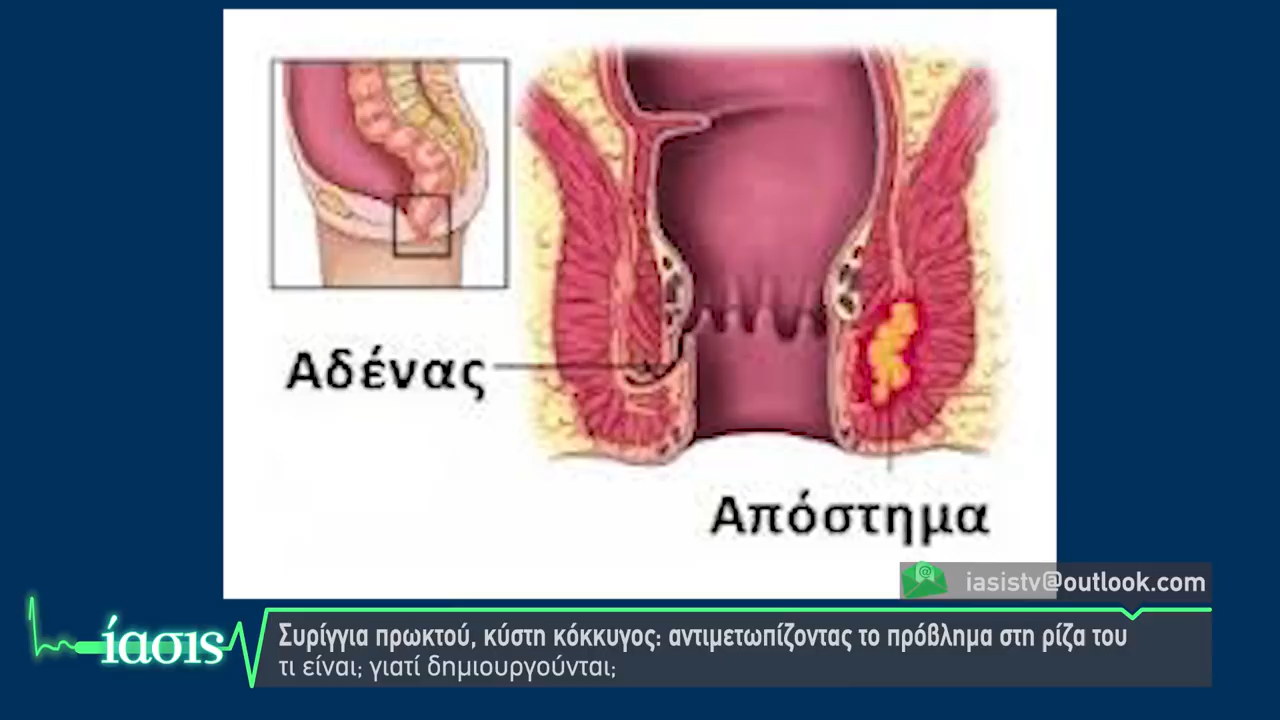 Αδένας
Απόστημα
iasistv@outlook.com
ίασις
Συρίγγια πρωκτού, κύστη κόκκυγος: αντιμετωπίζοντας το πρόβλημα στη ρίζα του
τι είναι; γιατί δημιουργούνται;